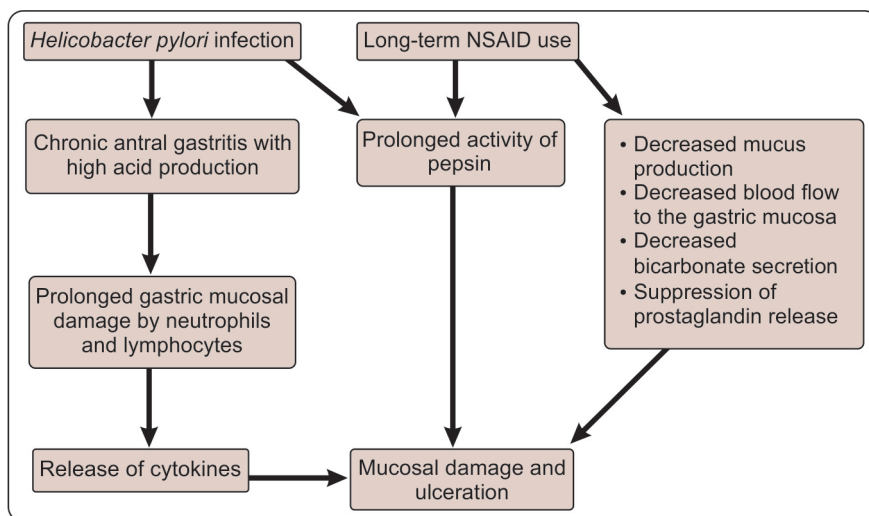 Helicobacter pylori infection
Long-term NSAID use
Chronic antral gastritis with
high acid production
Prolonged activity of
pepsin
• Decreased mucus
production
• Decreased blood flow
to the gastric mucosa
• Decreased
bicarbonate secretion
• Suppression of
prostaglandin release
Prolonged gastric mucosal
damage by neutrophils
and lymphocytes
Release of cytokines
Mucosal damage and
ulceration